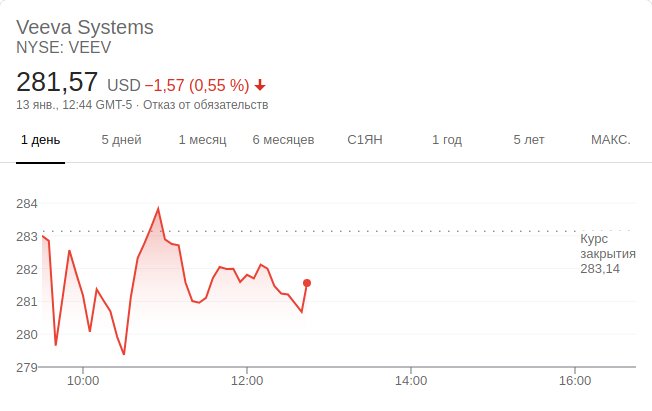 Veeva Systems
NYSE: VEEV
281,57 USD −1,57 (0,55 %)
13 янв., 12:44 GMT-5 · Отказ от обязательств
1 день 5 дней 1 месяц 6 месяцев С1ЯН 1 год 5 лет МАКС.
284
283
282
281
280
279
Курс
закрытия
283,14
10:00 12:00 14:00 16:00